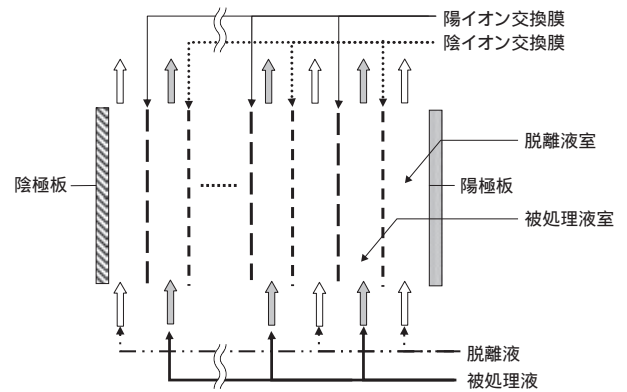 陽イオン交換膜
陰イオン交換膜
脱離液室
陰極板
陽極板
被処理液室
脱離液
被処理液